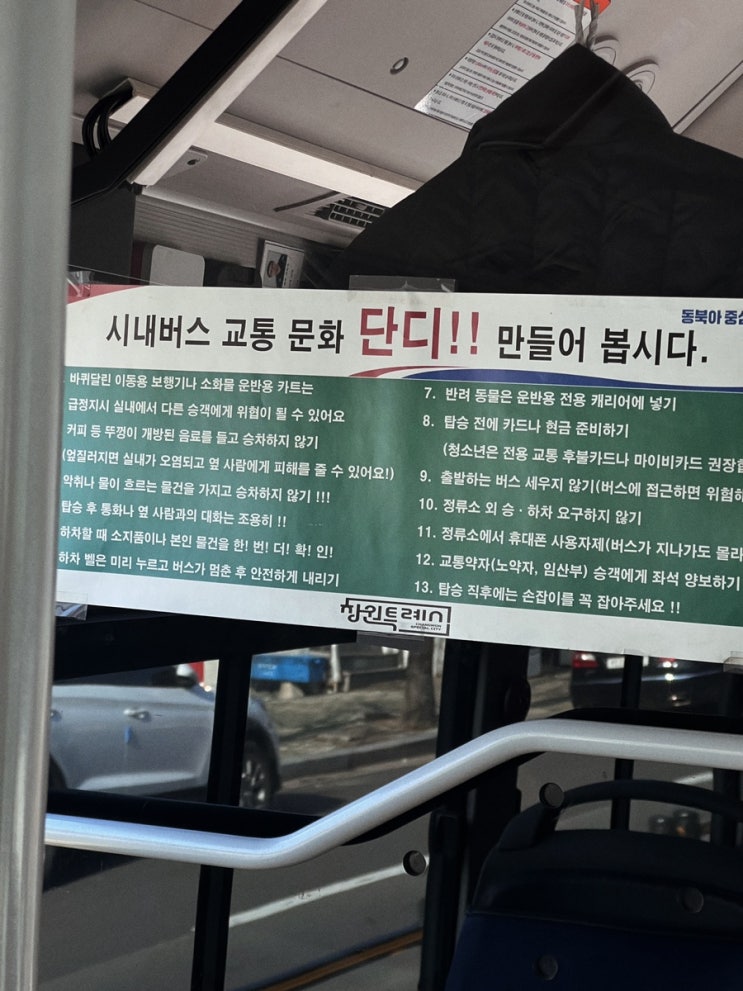 동북아 중심
시내버스 교통 문화 단디!! 만들어 봅시다.
바퀴달린 이동용 보행기나 소화물 운반용 카트는
급정지시 실내에서 다른 승객에게 위협이 될 수 있어요
커피 등 뚜껑이 개방된 음료를 들고 승차하지 않기
(엎질러지면 실내가 오염되고 옆 사람에게 피해를 줄 수 있어요!)
악취나 물이 흐르는 물건을 가지고 승차하지 않기 !!!
탑승 후 통화나 옆 사람과의 대화는 조용히 !!
하차할 때 소지품이나 본인 물건을 한! 번! 더! 확! 인!
하차 벨은 미리 누르고 버스가 멈춘 후 안전하게 내리기
7. 반려 동물은 운반용 전용 캐리어에 넣기
8. 탑승 전에 카드나 현금 준비하기
(청소년은 전용 교통 후불카드나 마이비카드 권장합
9. 출발하는 버스 세우지 않기(버스에 접근하면 위험해
10. 정류소 외 승·하차 요구하지 않기
11. 정류소에서 휴대폰 사용자제(버스가 지나가도 몰라
12. 교통약자(노약자, 임산부) 승객에게 좌석 양보하기
13. 탑승 직후에는 손잡이를 꼭 잡아주세요 !!
창원특례시
CHANGWON SPECIAL CITY